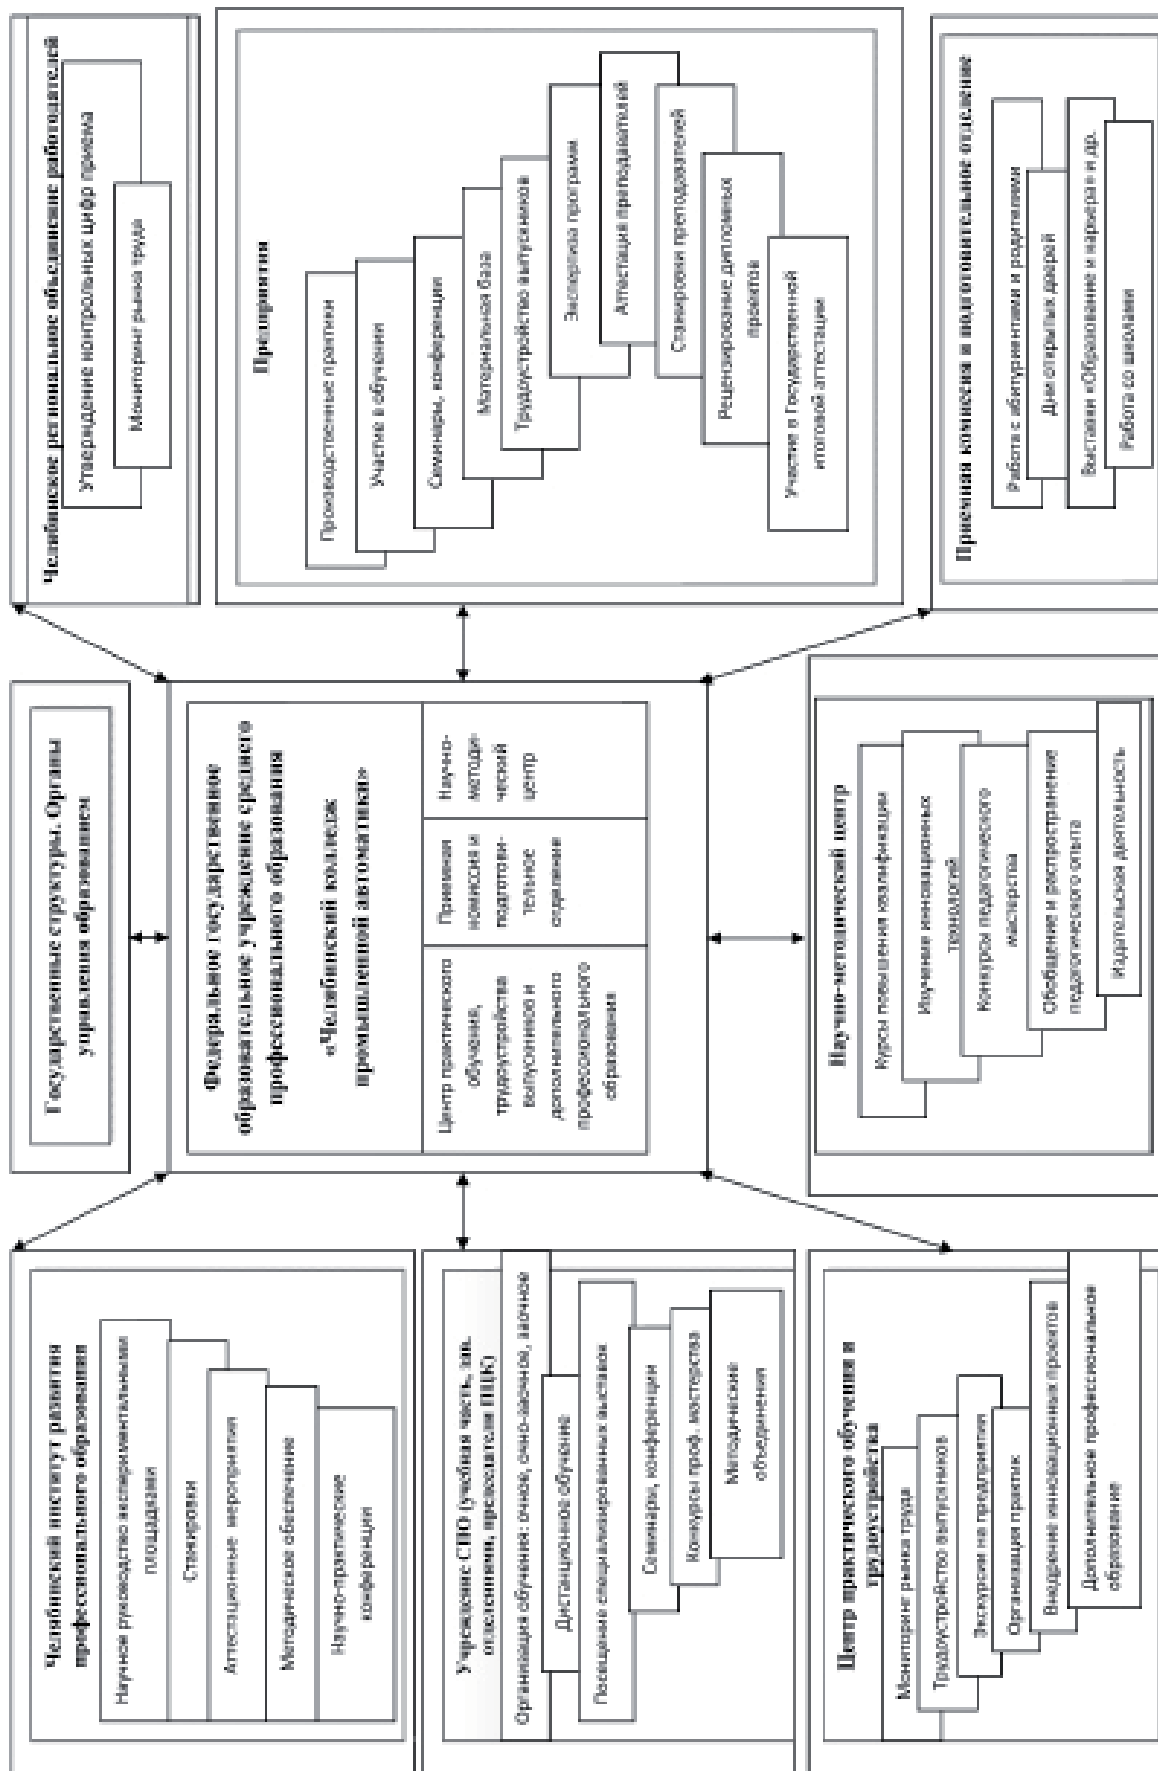 Челябинский институт развития
профессионального образования
Научное руководство экспериментальными
площадками
Стажировки
Аттестационные мероприятия
Методическое обеспечение
Научно-практические
конференции
Учреждение СПО (учебная часть, зав.
отделениями, председатели ПЦК)
Организация обучения: очное, очно-заочное, заочное
Дистанционное обучение
Посещение специализированных выставок
Семинары, конференции
Конкурсы проф. мастерства
Методические
объединения
Центр практического обучения и
трудоустройства
Мониторинг рынка труда
Трудоустройство выпускников
Экскурсии на предприятия
Организация практик
Внедрение инновационных проектов
Дополнительное профессиональное
образование
Государственные структуры. Органы
управления образованием
Федеральное государственное
образовательное учреждение среднего
профессионального образования
«Челябинский колледж
промышленной автоматики»
Центр практического
обучения,
трудоустройства
выпускников и
дополнительного
профессионального
образования
Приемная
комиссия и
подготови-
тельное
отделение
Научно-
методи-
ческий
центр
Научно-методический центр
Курсы повышения квалификации
Изучение инновационных
технологий
Конкурсы педагогического
мастерства
Обобщение и распространение
педагогического опыта
Издательская деятельность
Челябинское региональное объединение работодателей
Утверждение контрольных цифр приема
Мониторинг рынка труда
Предприятия
Производственные практики
Участие в обучении
Семинары, конференции
Материальная база
Трудоустройство выпускников
Экспертиза программ
Аттестация преподавателей
Стажировки преподавателей
Рецензирование дипломных
проектов
Участие в Государственной
итоговой аттестации
Приемная комиссия и подготовительное отделение
Работа с абитуриентами и родителями
Дни открытых дверей
Выставки «Образование и карьера» и др.
Работа со школами